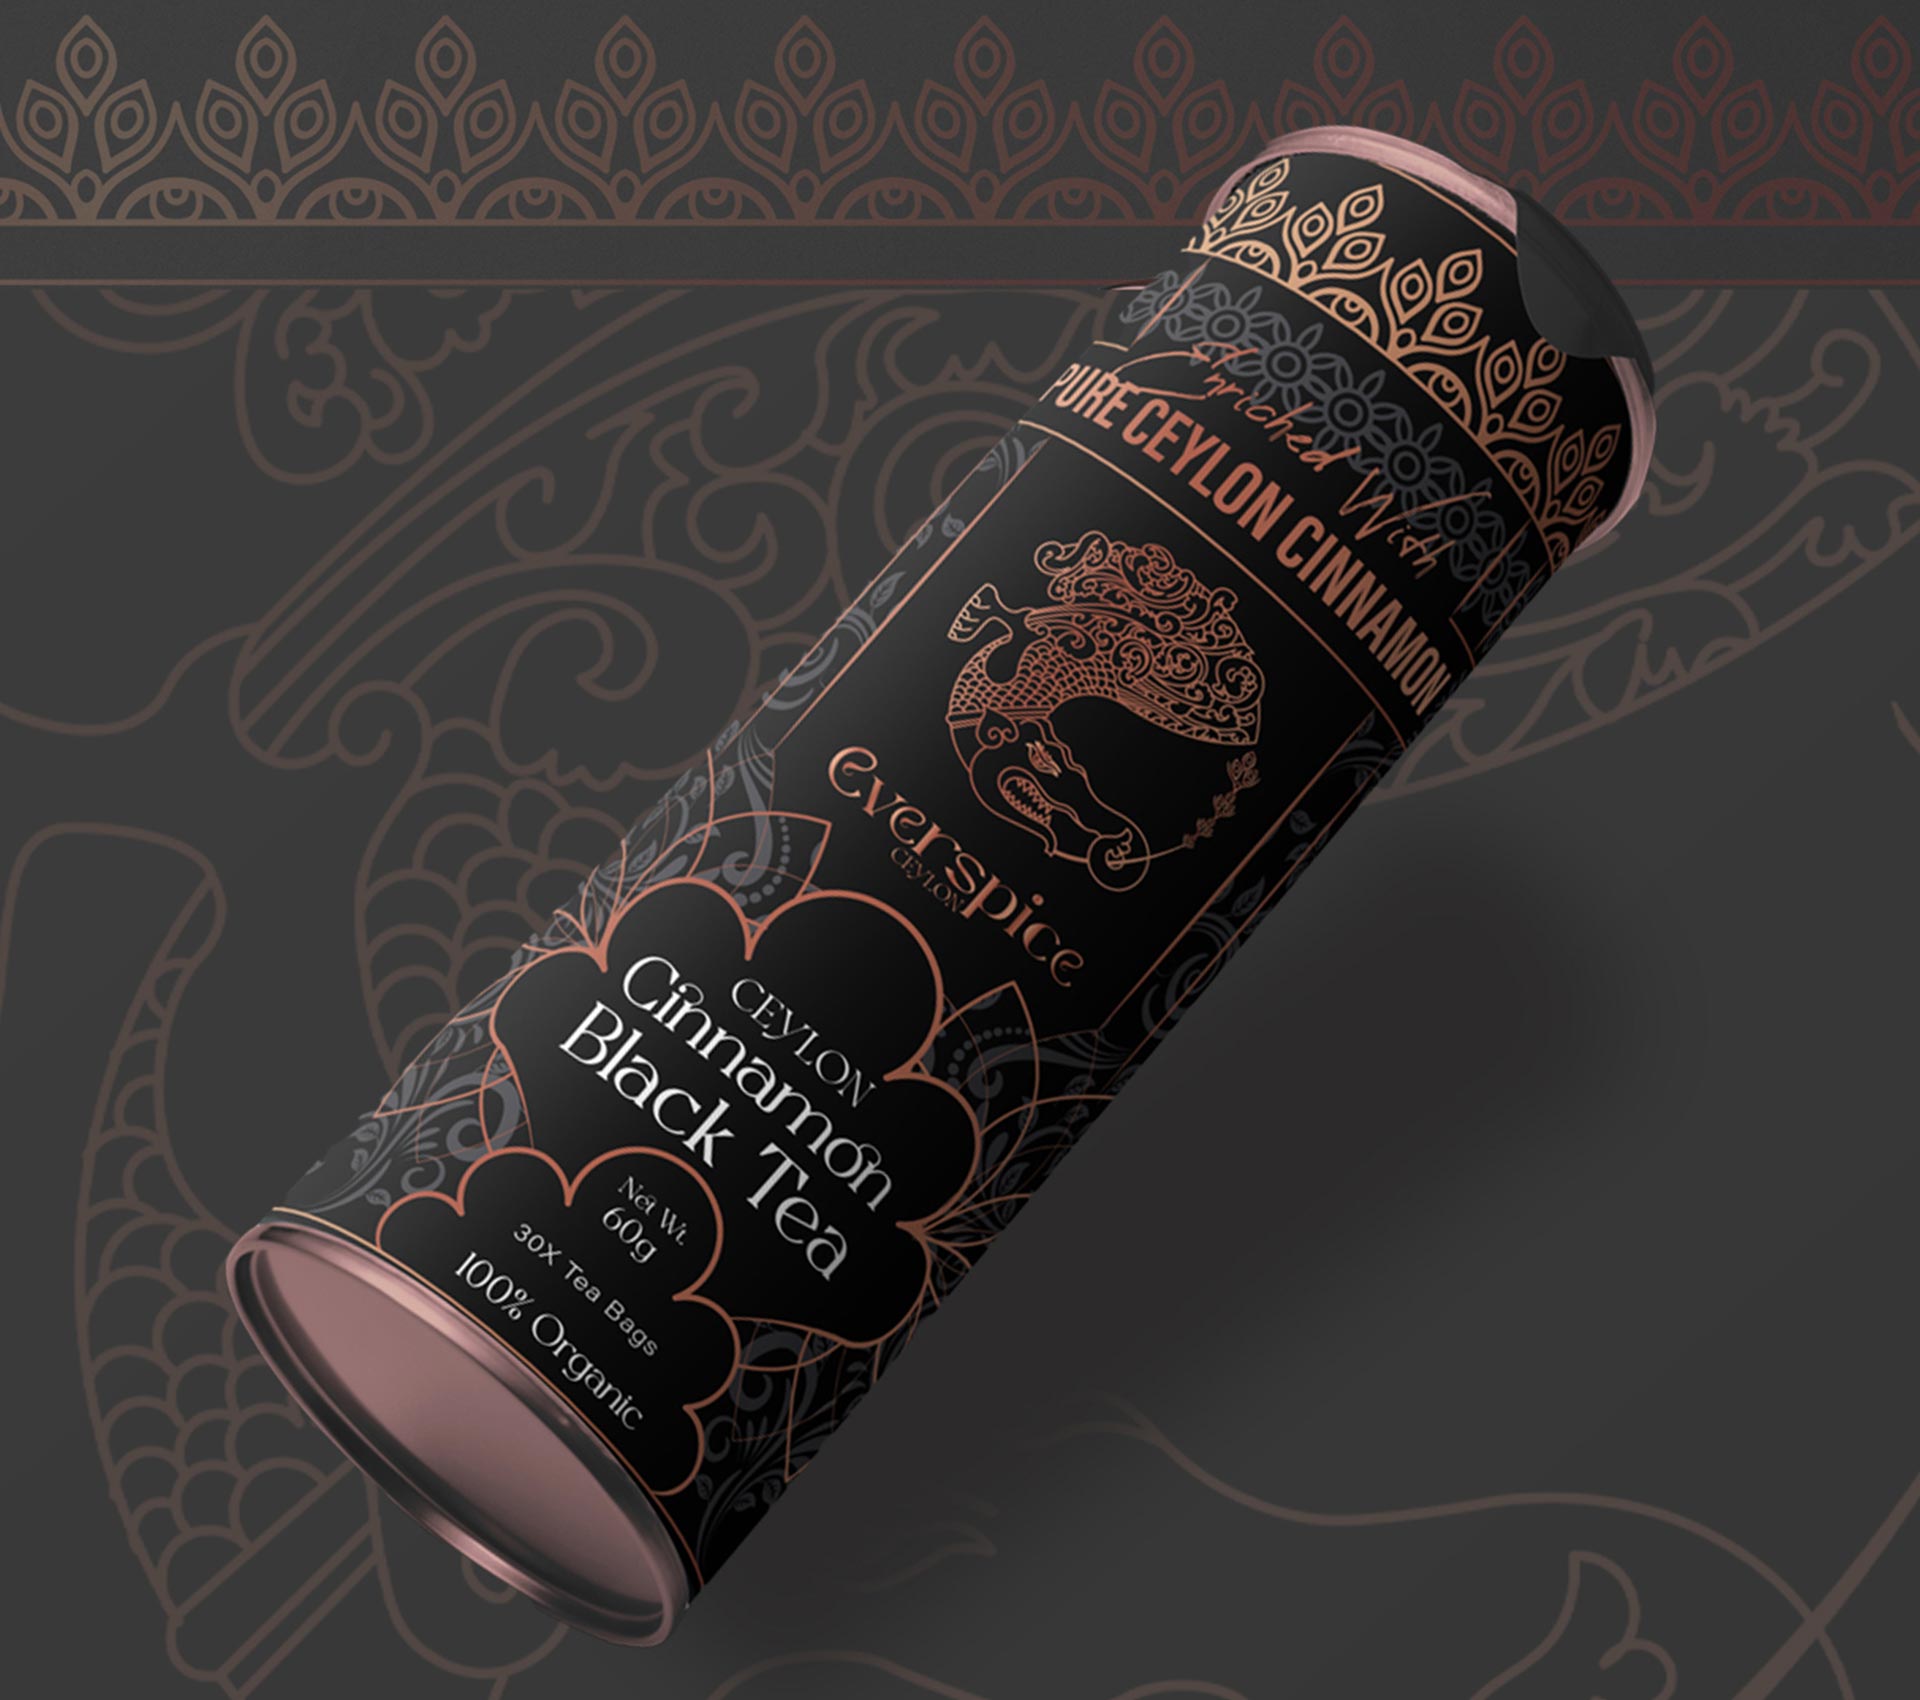 Enriched With
PURE CEYLON CINNAMON
everspice
CEYLON
CEYLON
Cinnamon
Black Tea
Net Wt.
60g
30X Tea Bags
100% Organic